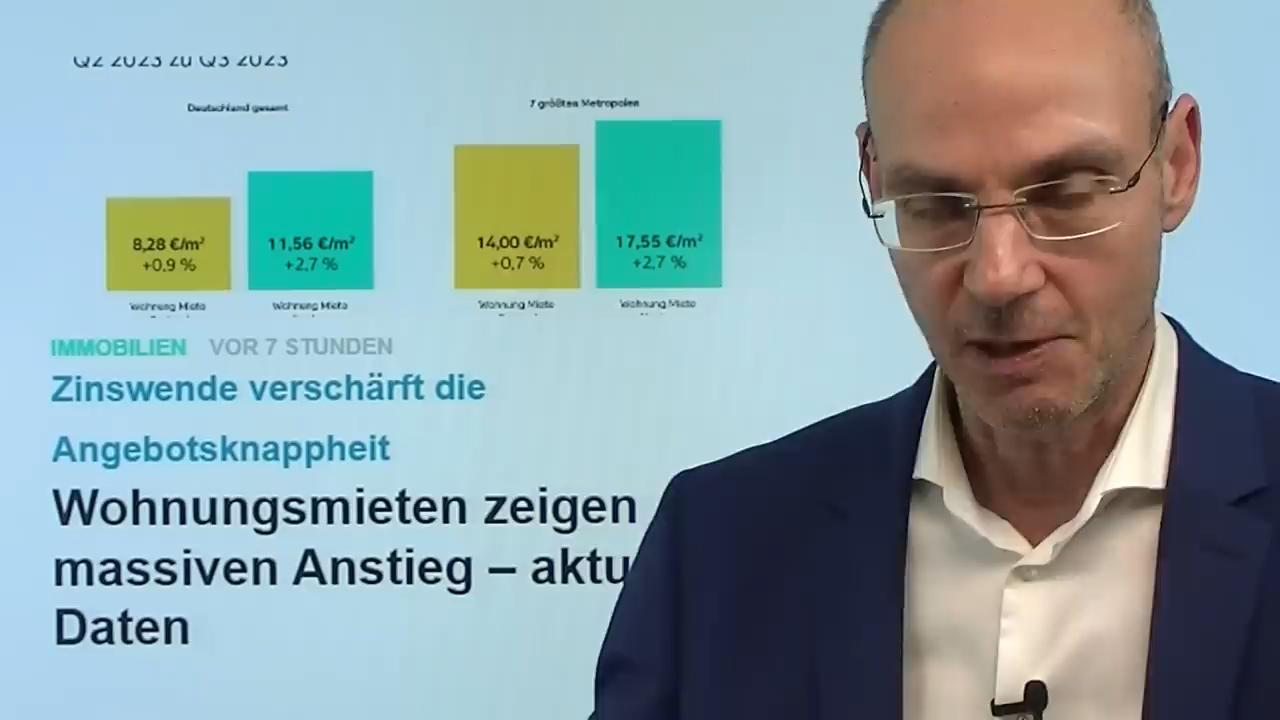 Q2 2023 zu Q3 2023
Deutschland gesamt
7 größten Metropolen
8,28 €/m²
+0,9 %
11,56 €/m²
+2,7 %
14,00 €/m²
+0,7 %
17,55 €/m²
+2,7 %
Wohnung Miete
Wohnung Miete
Wohnung Miete
Wohnung Miete
IMMOBILIEN VOR 7 STUNDEN
Zinswende verschärft die
Angebotsknappheit
Wohnungsmieten zeigen
massiven Anstieg – aktu
Daten